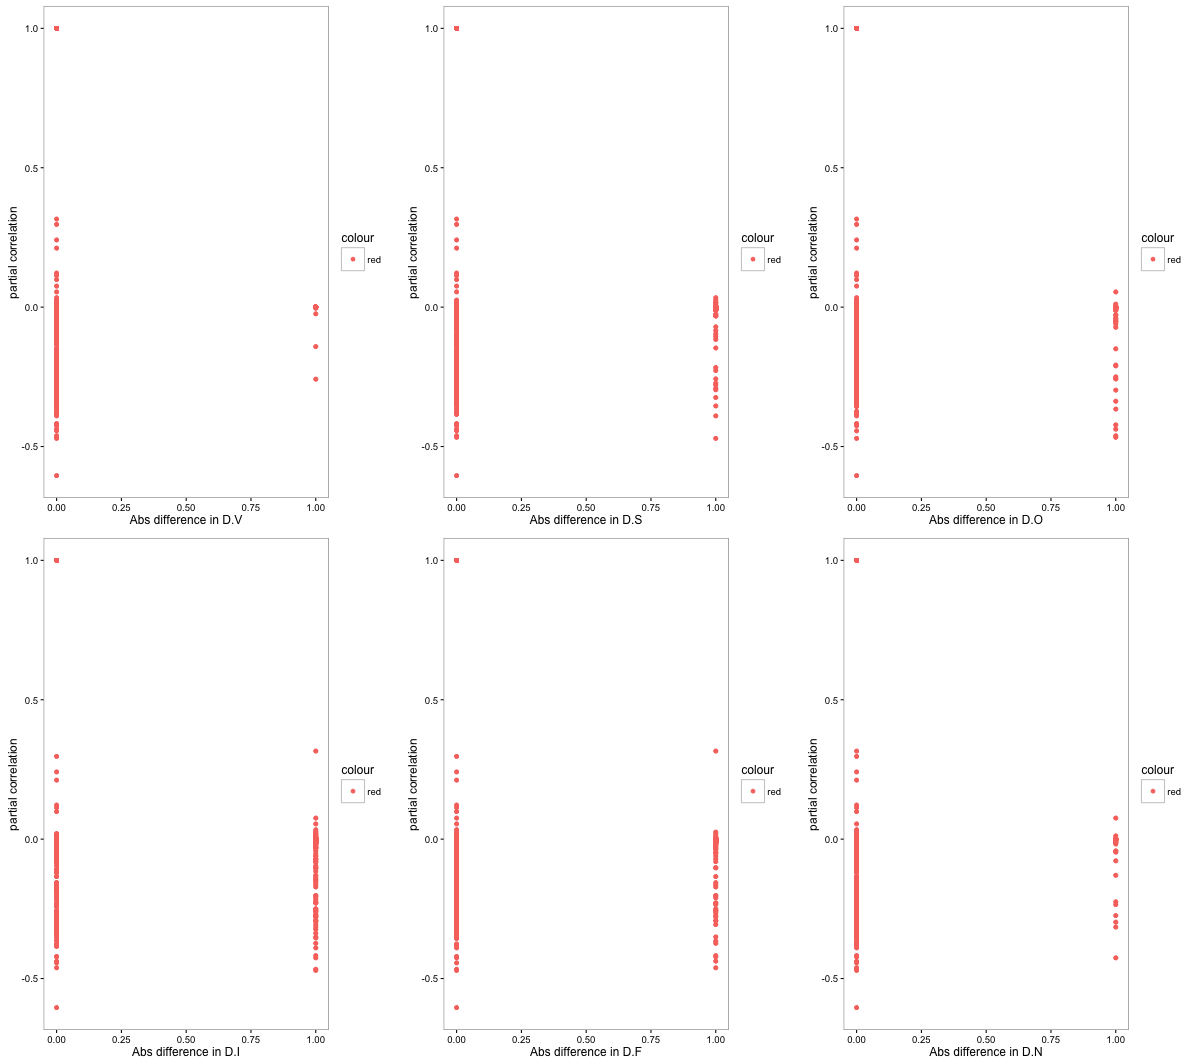 1.0
0.5
0.0
-0.5
partial correlation
0.00 0.25 0.50 0.75 1.00
Abs difference in D.V
colour
red
1.0
0.5
0.0
-0.5
partial correlation
0.00 0.25 0.50 0.75 1.00
Abs difference in D.S
colour
red
1.0
0.5
0.0
-0.5
partial correlation
0.00 0.25 0.50 0.75 1.00
Abs difference in D.O
colour
red
1.0
0.5
0.0
-0.5
partial correlation
0.00 0.25 0.50 0.75 1.00
Abs difference in D.I
colour
red
1.0
0.5
0.0
-0.5
partial correlation
0.00 0.25 0.50 0.75 1.00
Abs difference in D.F
colour
red
1.0
0.5
0.0
-0.5
partial correlation
0.00 0.25 0.50 0.75 1.00
Abs difference in D.N
colour
red